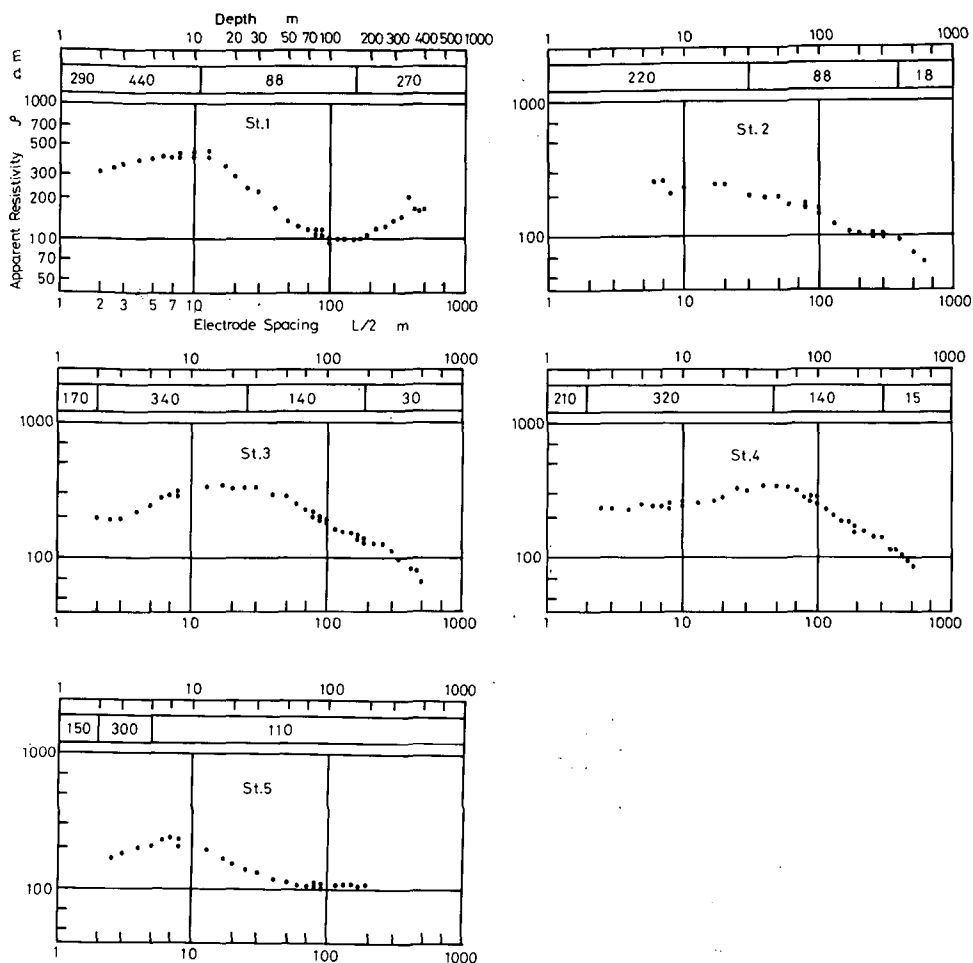 Depth m
1 10 20 30 50 70 100 200 300 500 1000
Ωm 290 440 88 270
Apparent Resistivity ρ
1000
700
500
300
200
100
70
50
St.1
1 2 3 5 7 10 100 1000
Electrode Spacing L/2 m
1 10 100 1000
220 88 18
1000
100
St.2
1 10 100 1000
1 10 100 1000
170 340 140 30
1000
100
St.3
1 10 100 1000
1 10 100 1000
210 320 140 15
1000
100
St.4
1 10 100 1000
1 10 100 1000
150 300 110
1000
100
St.5
1 10 100 1000